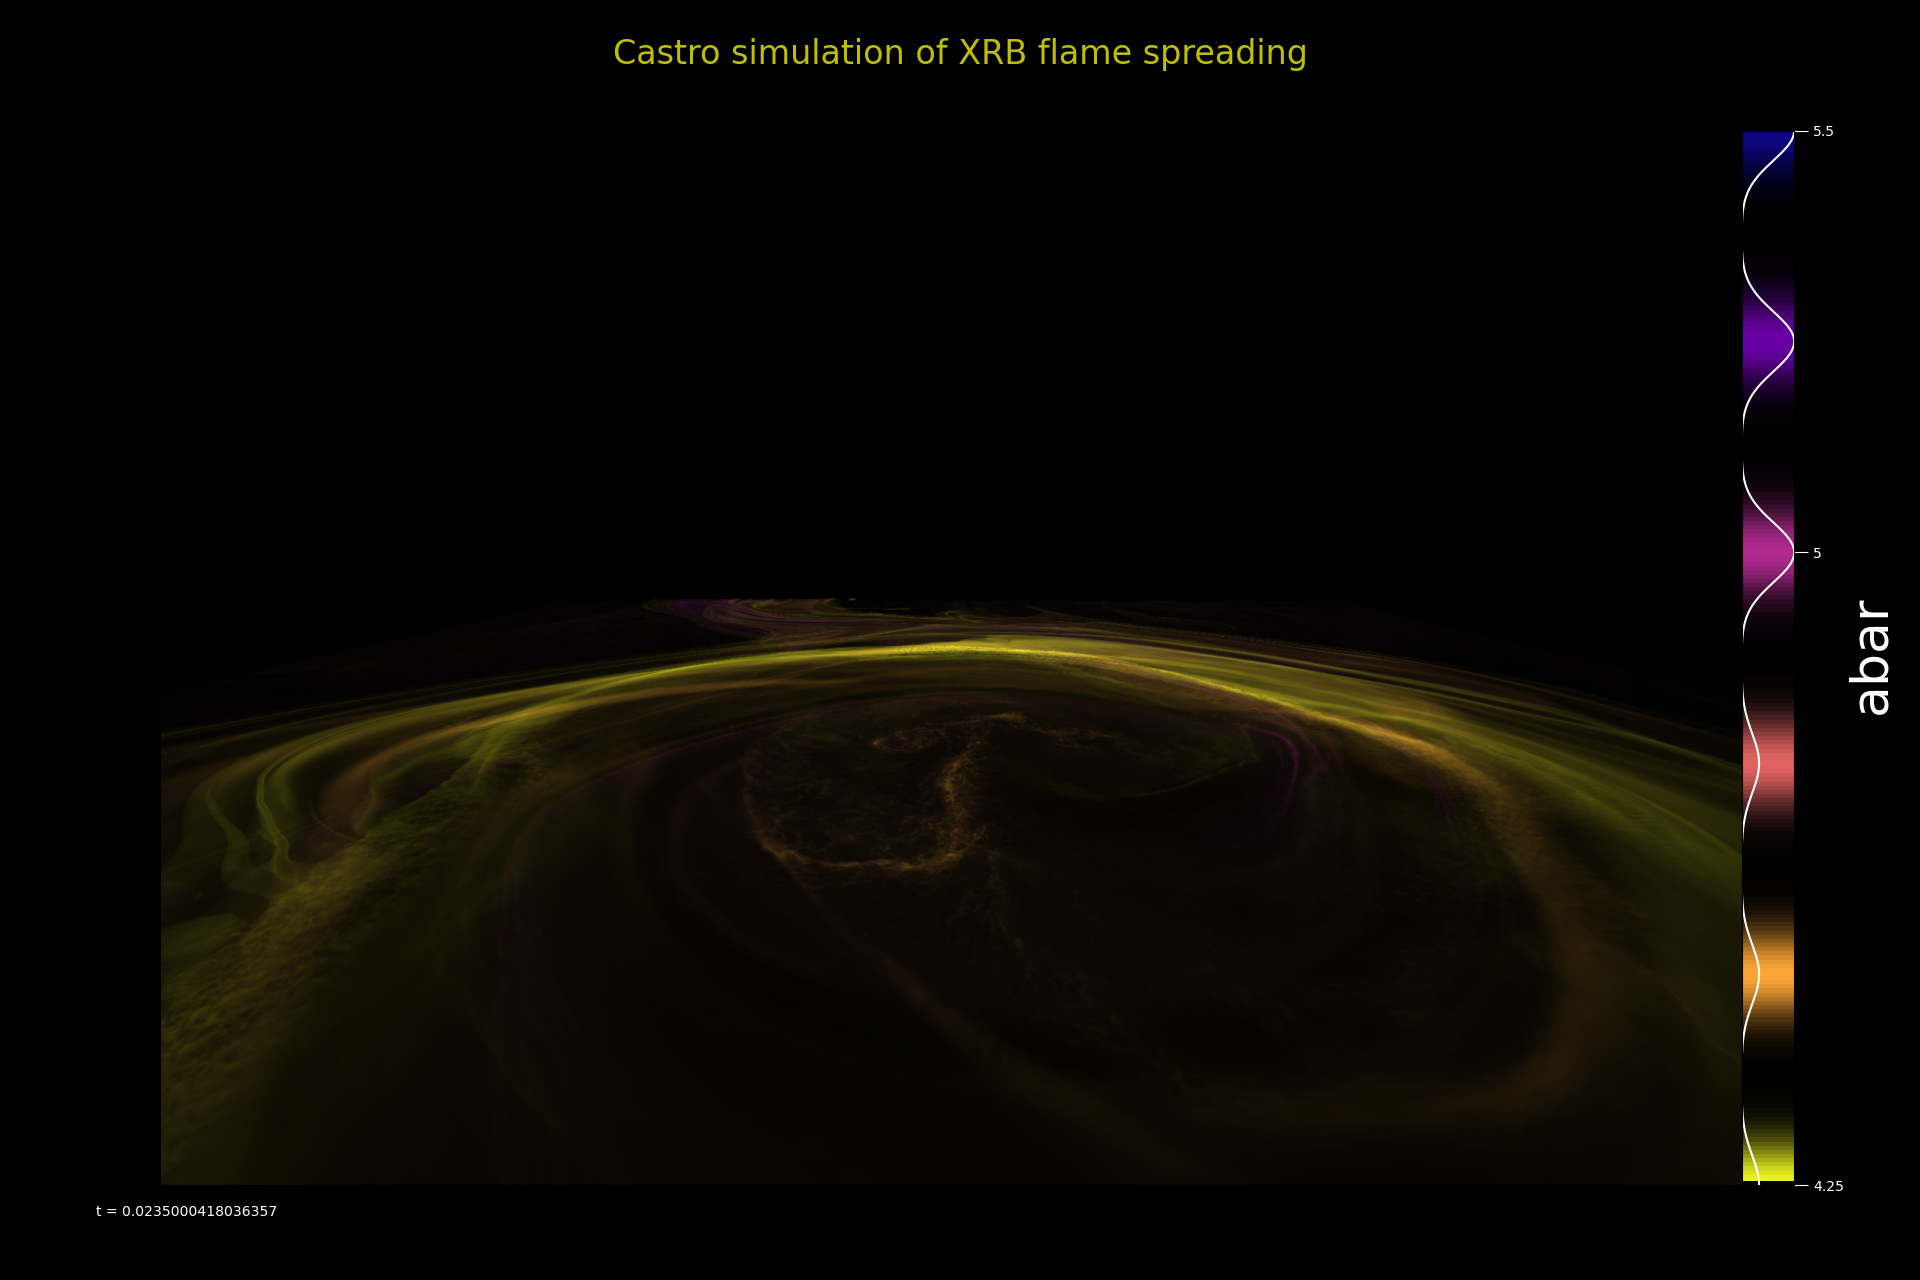 Castro simulation of XRB flame spreading
5.5
5
abar
4.25
t = 0.0235000418036357